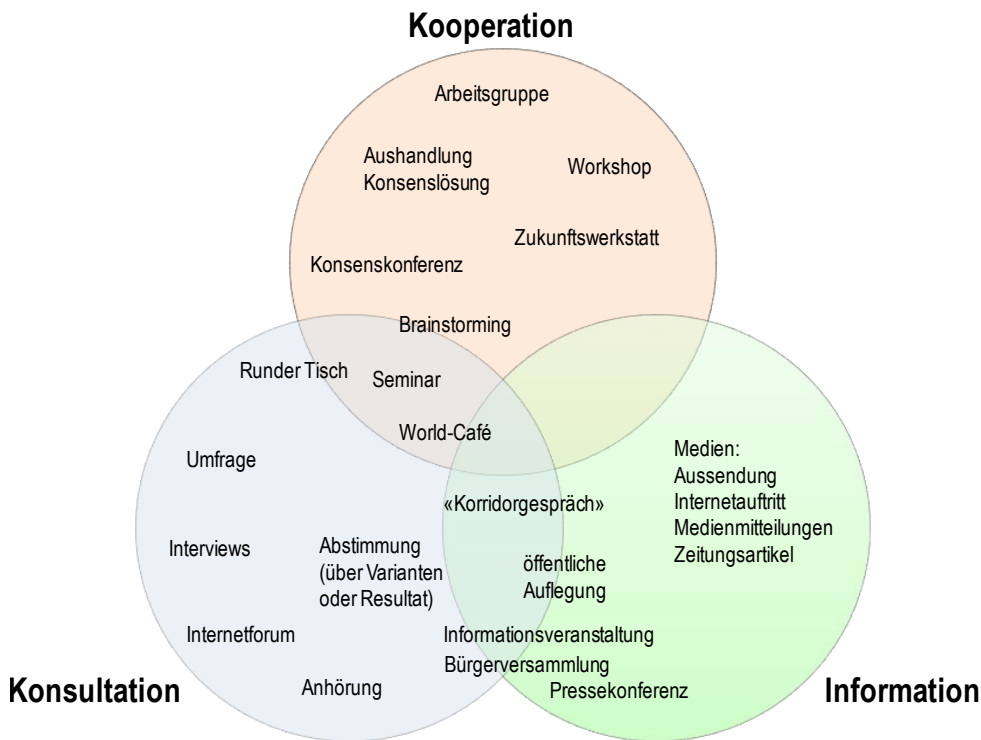 Kooperation
Arbeitsgruppe
Aushandlung
Konsenslösung
Workshop
Zukunftswerkstatt
Konsenskonferenz
Brainstorming
Runder Tisch
Seminar
World-Café
Umfrage
Medien:
Aussendung
Internetauftritt
Medienmitteilungen
Zeitungsartikel
«Korridorgespräch»
Interviews
Abstimmung
(über Varianten
oder Resultat)
öffentliche
Auflegung
Internetforum
Informationsveranstaltung
Bürgerversammlung
Anhörung
Pressekonferenz
Konsultation
Information